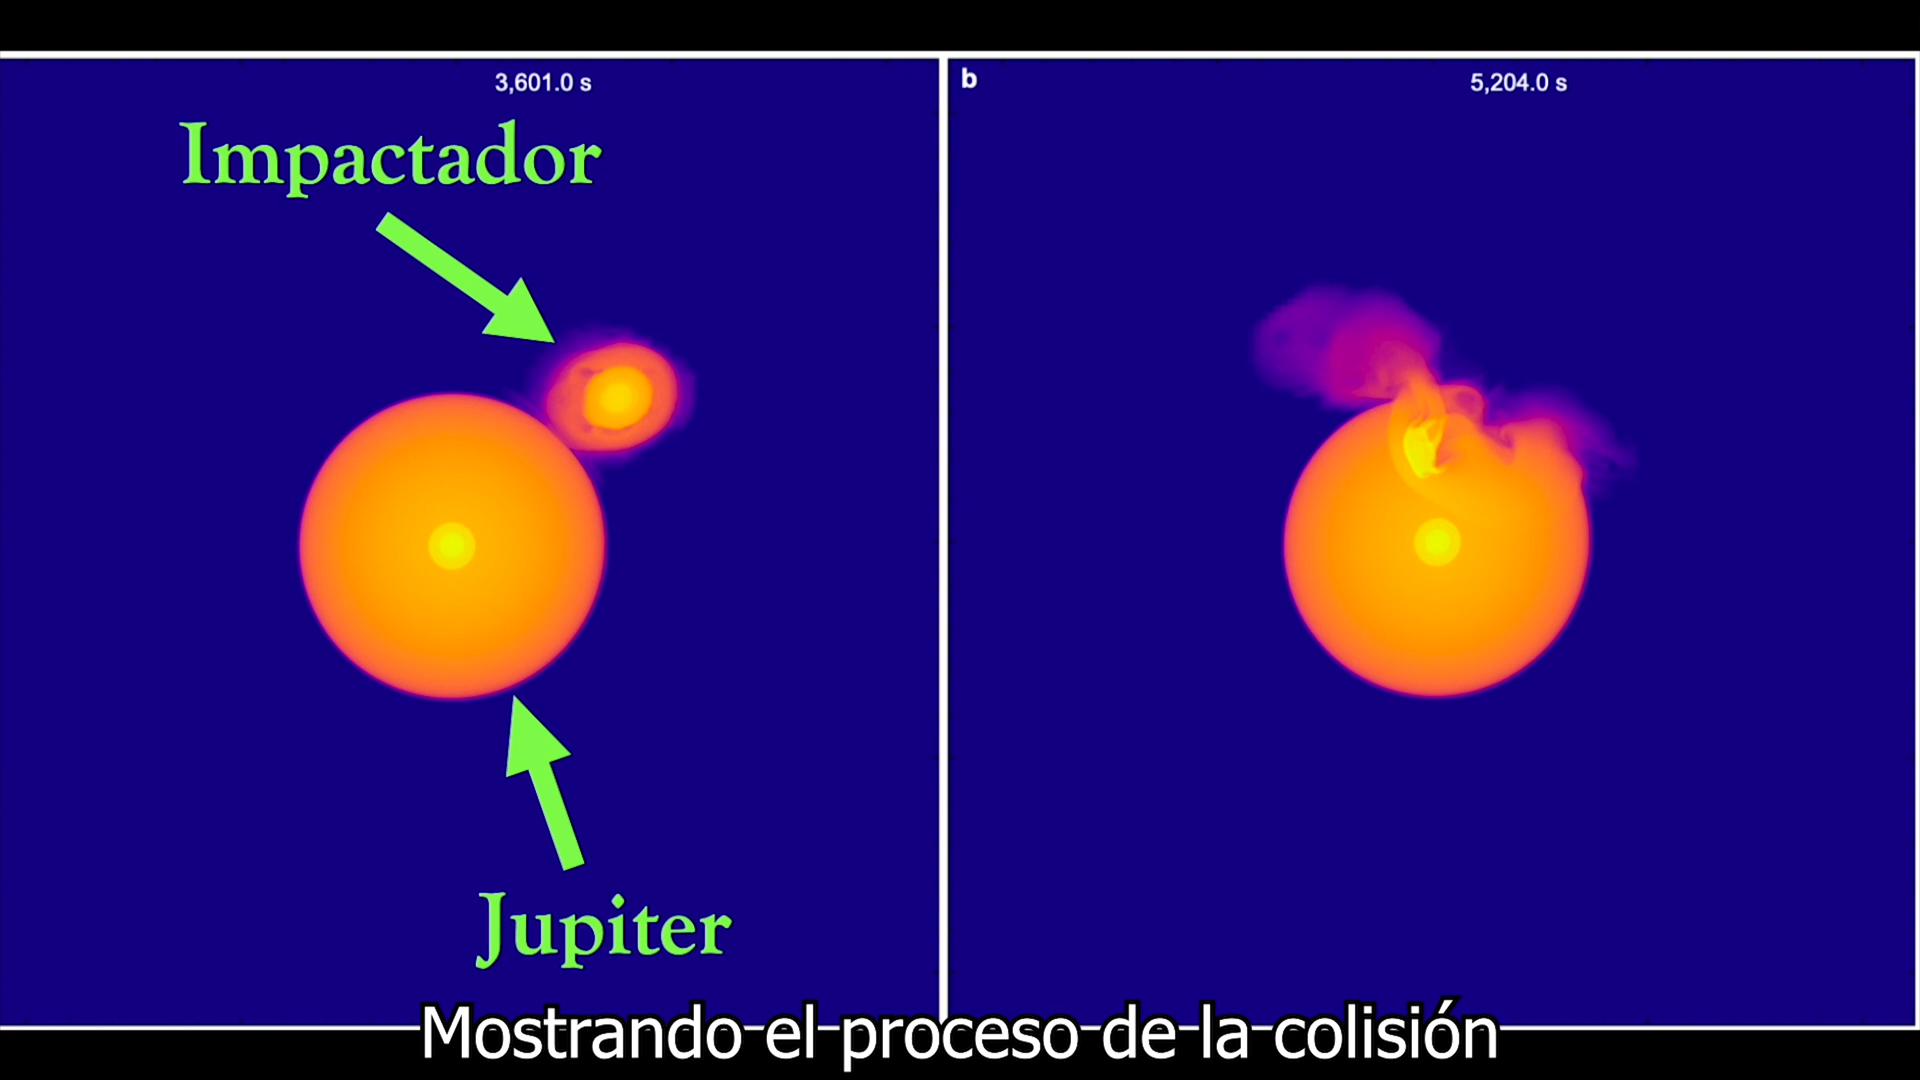 3,601.0 s
b
5,204.0 s
Impactador
Jupiter
Mostrando el proceso de la colisión